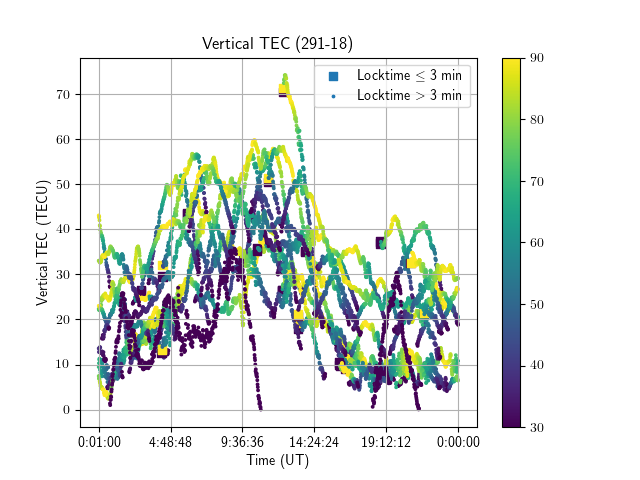 Vertical TEC (291-18)
Locktime ≤ 3 min
Locktime > 3 min
Vertical TEC (TECU)
70
60
50
40
30
20
10
0
0:01:00 4:48:48 9:36:36 14:24:24 19:12:12 0:00:00
Time (UT)
90
80
70
60
50
40
30